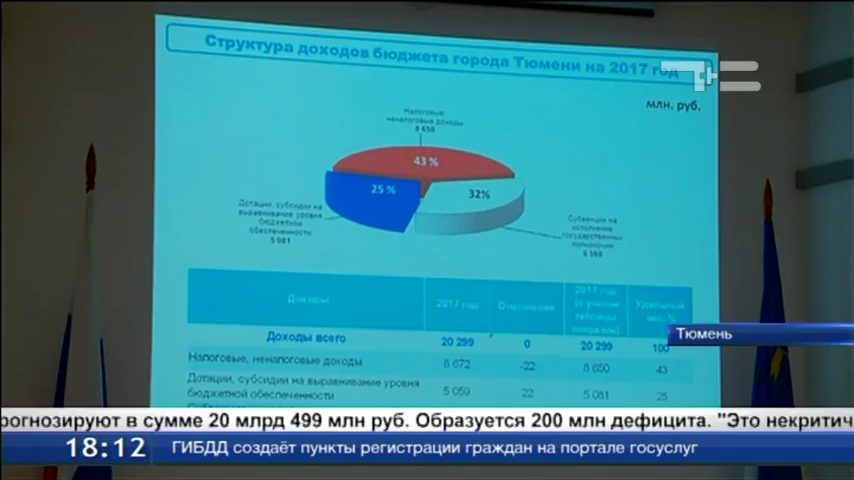 Структура доходов бюджета города Тюмени на 2017 год
Т+Е
млн. руб.
Налоговые,
неналоговые доходы
8 650
43 %
25 %
32%
Дотации, субсидии на
выравнивание уровня
бюджетной
обеспеченности
5 081
Субвенции на
исполнение
государственных
полномочий
6 568
Доходы
2017 год
Отклонение
2017 год
(с учетом
таблицы
поправок)
Удельный
вес, %
Доходы всего
20 299
0
20 299
100
Налоговые, неналоговые доходы
8 672
-22
8 650
43
Дотации, субсидии на выравнивание уровня
бюджетной обеспеченности
5 059
22
5 081
25
Тюмень
рогнозируют в сумме 20 млрд 499 млн руб. Образуется 200 млн дефицита. "Это некритич
18:12
ГИБДД создаёт пункты регистрации граждан на портале госуслуг